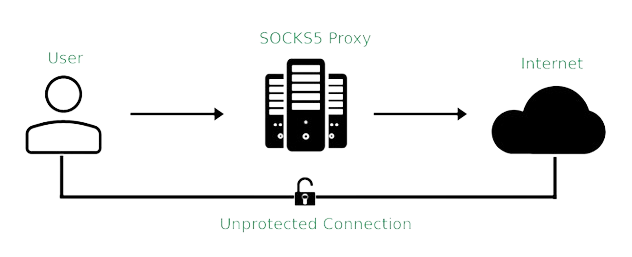 SOCKS5 Proxy
User
Internet
Unprotected Connection